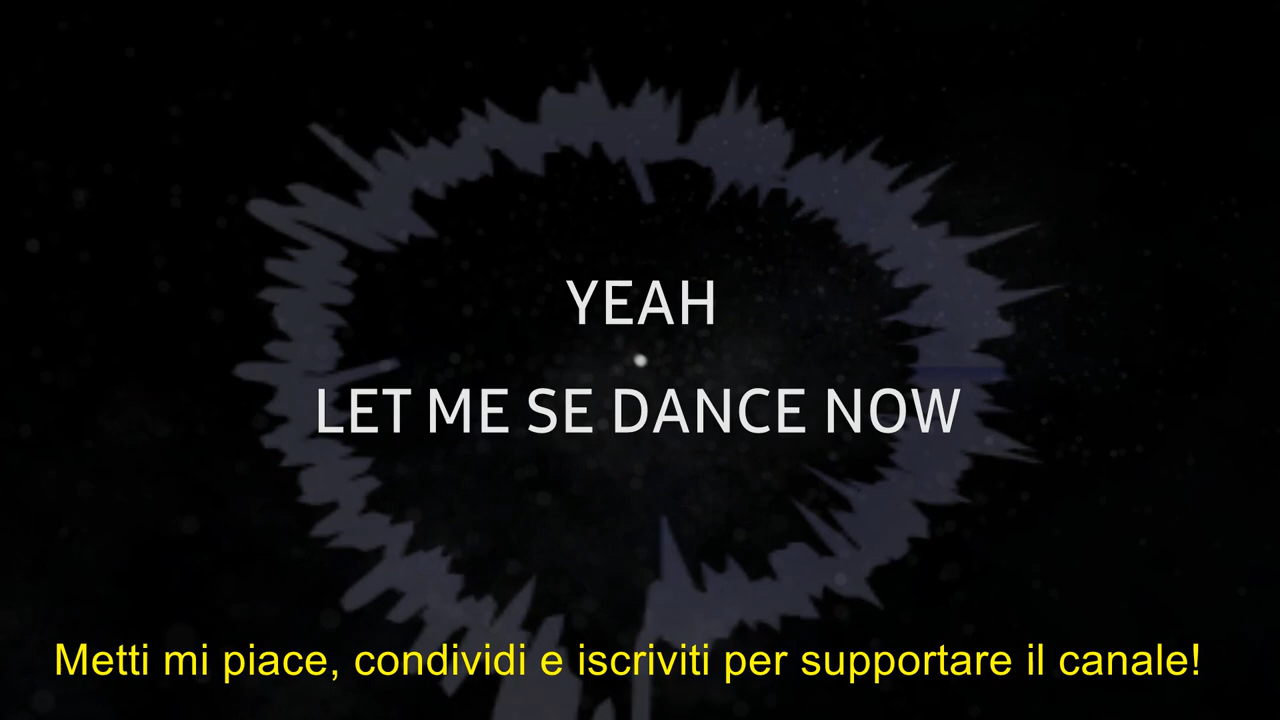 YEAH
LET ME SE DANCE NOW
Metti mi piace, condividi e iscriviti per supportare il canale!